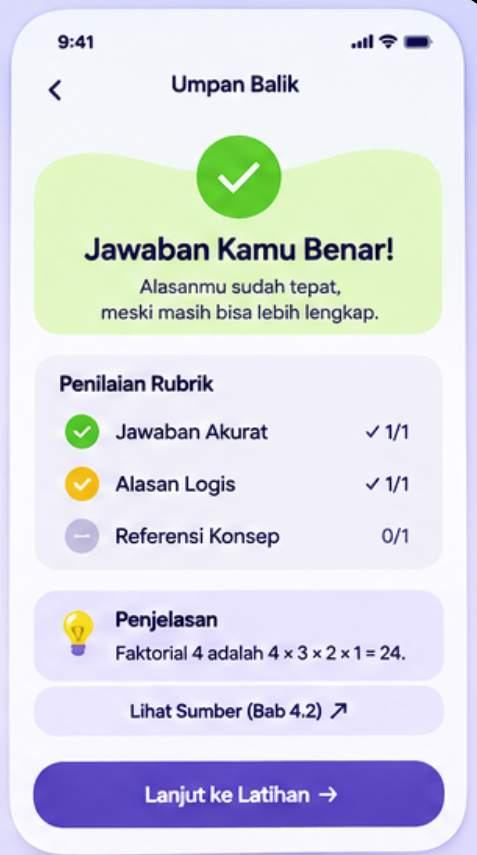 9:41
Umpan Balik
Jawaban Kamu Benar!
Alasanmu sudah tepat,
meski masih bisa lebih lengkap.
Penilaian Rubrik
Jawaban Akurat ✓ 1/1
Alasan Logis ✓ 1/1
Referensi Konsep 0/1
Penjelasan
Faktorial 4 adalah 4 × 3 × 2 × 1 = 24.
Lihat Sumber (Bab 4.2) ↗
Lanjut ke Latihan →